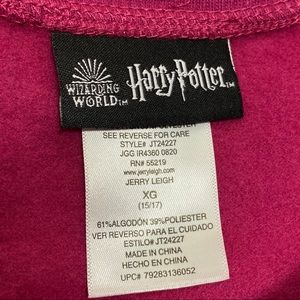 WIZARDING
WORLD™
Harry Potter™
SEE REVERSE FOR CARE
STYLE# JT24227
JGG IR4360 0820
RN# 55219
www.jerryleigh.com
JERRY LEIGH
XG
(15/17)
61%ALGODÓN 39%POLIESTER
VER REVERSO PARA EL CUIDADO
ESTILO# JT24227
MADE IN CHINA
HECHO EN CHINA
UPC# 79283136052